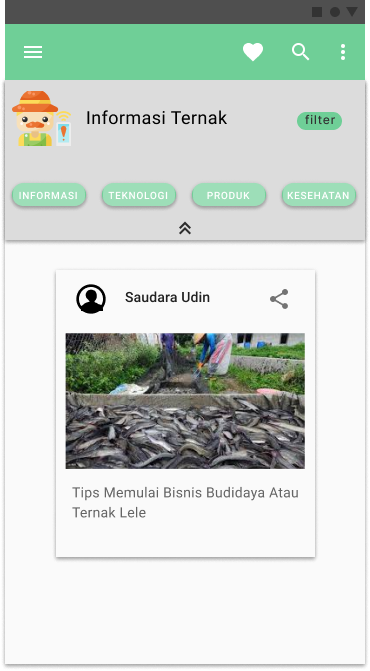 Informasi Ternak
filter
INFORMASI
TEKNOLOGI
PRODUK
KESEHATAN
Saudara Udin
Tips Memulai Bisnis Budidaya Atau
Ternak Lele